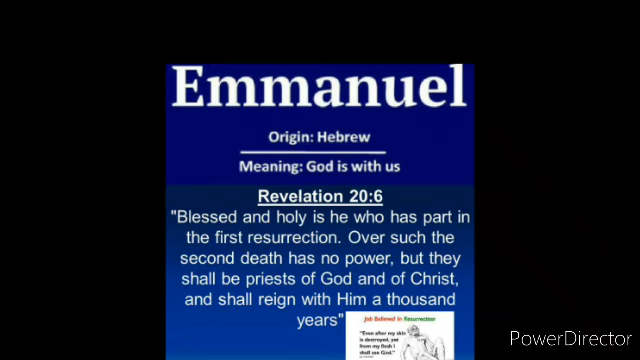 Emmanuel
Origin: Hebrew
Meaning: God is with us
Revelation 20:6
"Blessed and holy is he who has part in
the first resurrection. Over such the
second death has no power, but they
shall be priests of God and of Christ,
and shall reign with Him a thousand
years"
Job Believed In Resurrection
"Even after my skin
is destroyed, yet
from my flesh I
shall see God."
PowerDirector